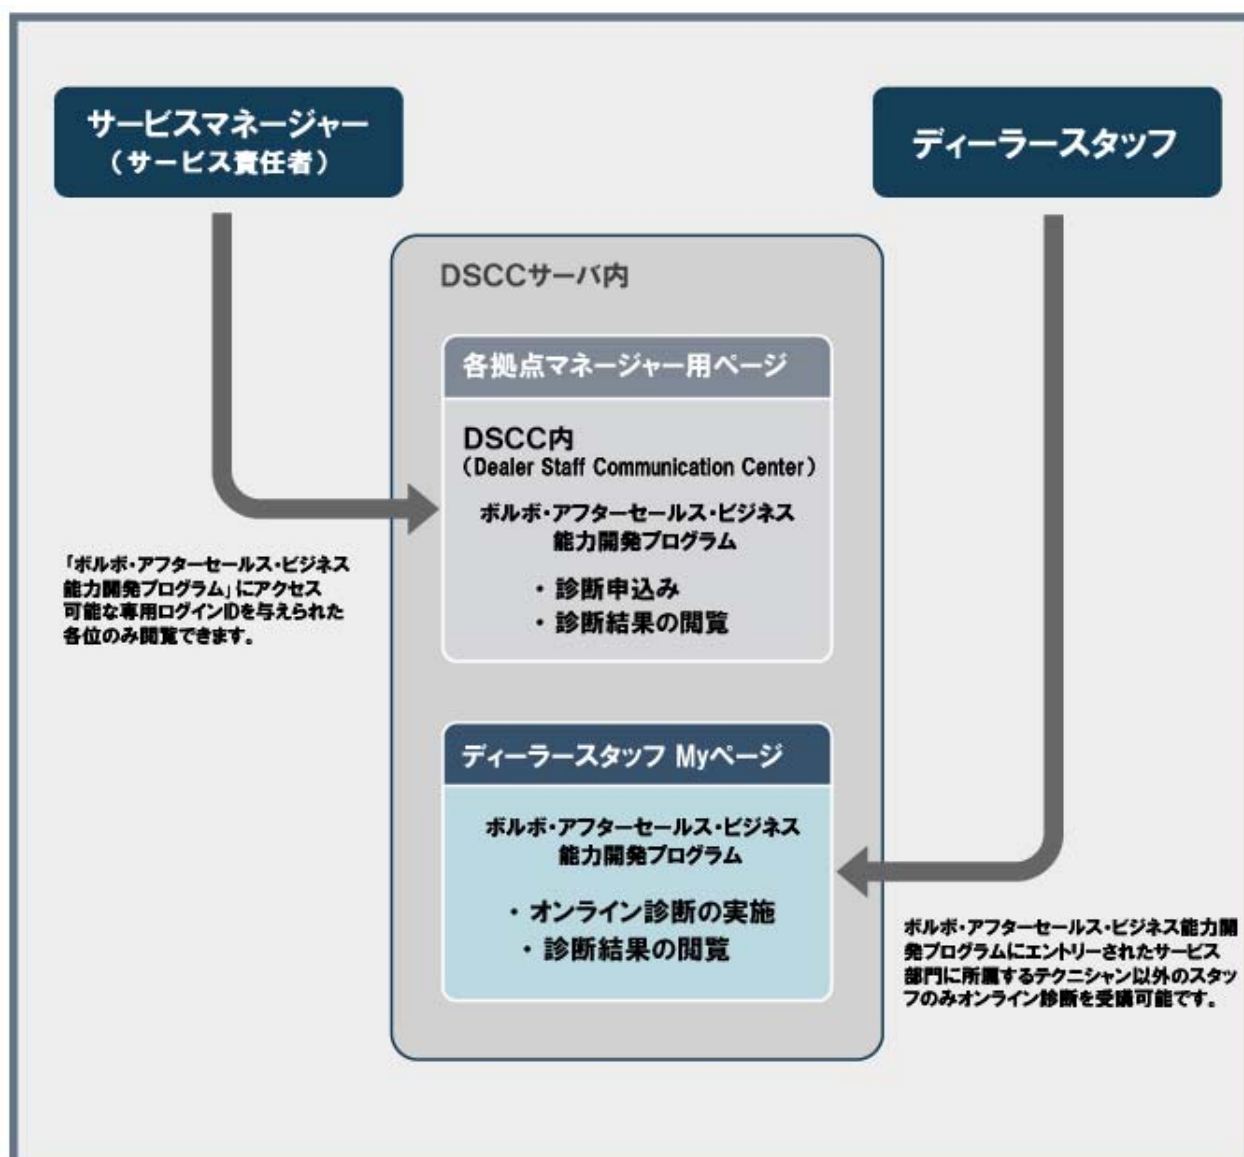 サービスマネージャー
（サービス責任者）
ディーラースタッフ
DSCCサーバ内
各拠点マネージャー用ページ
DSCC内
（Dealer Staff Communication Center）
ボルボ・アフターセールス・ビジネス
能力開発プログラム
・診断申込み
・診断結果の閲覧
「ボルボ・アフターセールス・ビジネス
能力開発プログラム」にアクセス
可能な専用ログインIDを与えられた
各位のみ閲覧できます。
ディーラースタッフ Myページ
ボルボ・アフターセールス・ビジネス
能力開発プログラム
・オンライン診断の実施
・診断結果の閲覧
ボルボ・アフターセールス・ビジネス能力開
発プログラムにエントリーされたサービス
部門に所属するテクニシャン以外のスタッ
フのみオンライン診断を受講可能です。